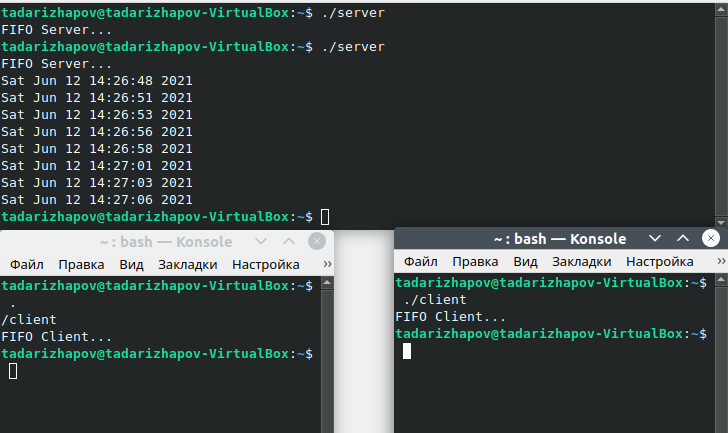 tadarizhapov@tadarizhapov-VirtualBox:~$ ./server
FIFO Server...
tadarizhapov@tadarizhapov-VirtualBox:~$ ./server
FIFO Server...
Sat Jun 12 14:26:48 2021
Sat Jun 12 14:26:51 2021
Sat Jun 12 14:26:53 2021
Sat Jun 12 14:26:56 2021
Sat Jun 12 14:26:58 2021
Sat Jun 12 14:27:01 2021
Sat Jun 12 14:27:03 2021
Sat Jun 12 14:27:06 2021
tadarizhapov@tadarizhapov-VirtualBox:~$
~ : bash — Konsole
Файл Правка Вид Закладки Настройка »
tadarizhapov@tadarizhapov-VirtualBox:~$
.
/client
FIFO Client...
tadarizhapov@tadarizhapov-VirtualBox:~$
~ : bash — Konsole
Файл Правка Вид Закладки Настройка »
tadarizhapov@tadarizhapov-VirtualBox:~$
./client
FIFO Client...
tadarizhapov@tadarizhapov-VirtualBox:~$